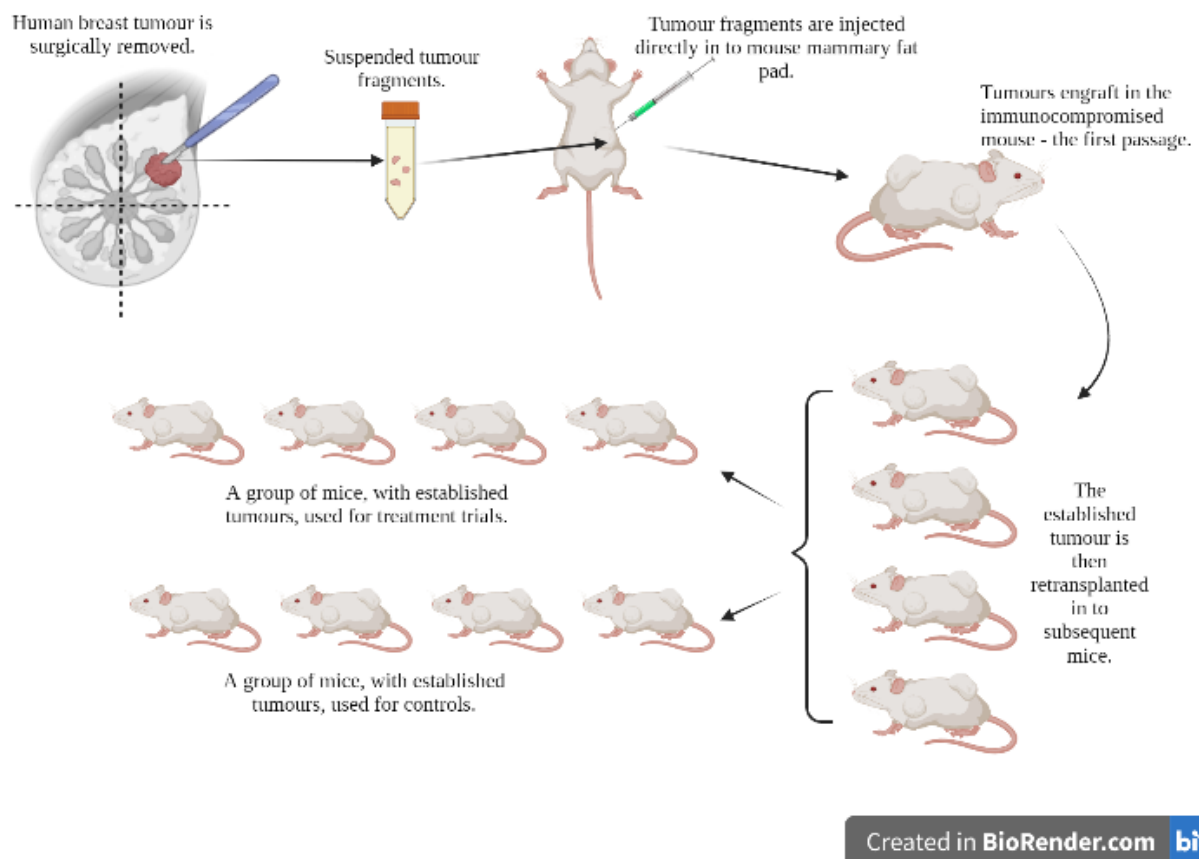 Human breast tumour is
surgically removed.
Suspended tumour
fragments.
Tumour fragments are injected
directly in to mouse mammary fat
pad.
Tumours engraft in the
immunocompromised
mouse - the first passage.
The
established
tumour is
then
retransplanted
in to
subsequent
mice.
A group of mice, with established
tumours, used for treatment trials.
A group of mice, with established
tumours, used for controls.
Created in BioRender.com bi